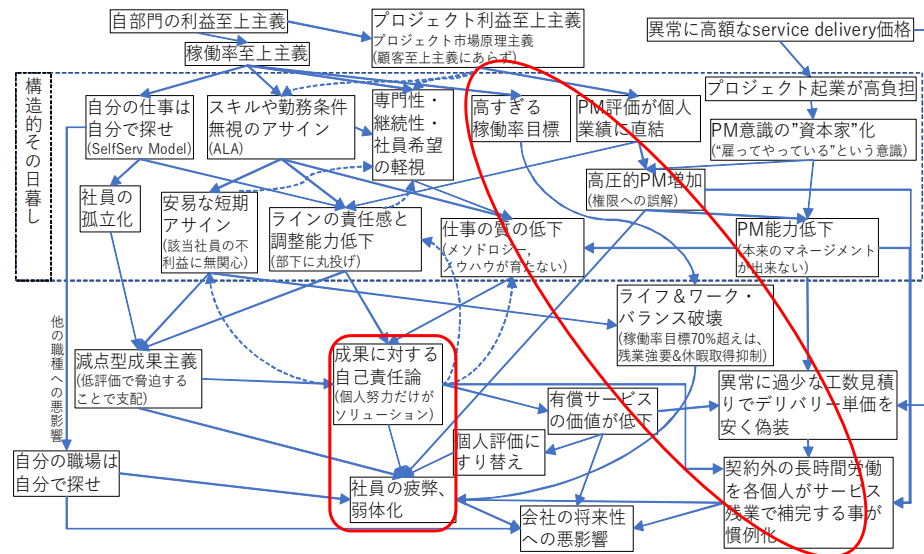 自部門の利益至上主義
プロジェクト利益至上主義
プロジェクト市場原理主義
(顧客至上主義にあらず)
異常に高額なservice delivery価格
稼働率至上主義
構造的その日暮し
自分の仕事は
自分で探せ
(SelfServ Model)
スキルや勤務条件
無視のアサイン
(ALA)
専門性・
継続性・
社員希望
の軽視
高すぎる
稼働率目標
PM評価が個人
業績に直結
プロジェクト起業が高負担
PM意識の”資本家”化
(“雇ってやっている”という意識)
社員の
孤立化
安易な短期
アサイン
(該当社員の不
利益に無関心)
ラインの責任感と
調整能力低下
(部下に丸投げ)
仕事の質の低下
(メソドロジー
ノウハウが育たない)
高圧的PM増加
(権限への誤解)
PM能力低下
(本来のマネージメント
が出来ない)
ライフ＆ワーク・
バランス破壊
(稼働率目標70%超えは、
残業強要&休暇取得抑制)
他の職種への悪影響
減点型成果主義
(低評価で脅迫する
ことで支配)
成果に対する
自己責任論
(個人努力だけが
ソリューション)
有償サービス
の価値が低下
異常に過少な工数見積
りでデリバリー単価を
安く偽装
個人評価に
すり替え
自分の職場は
自分で探せ
社員の疲弊、
弱体化
会社の将来性
への悪影響
契約外の長時間労働
を各個人がサービス
残業で補完する事が
慣例化